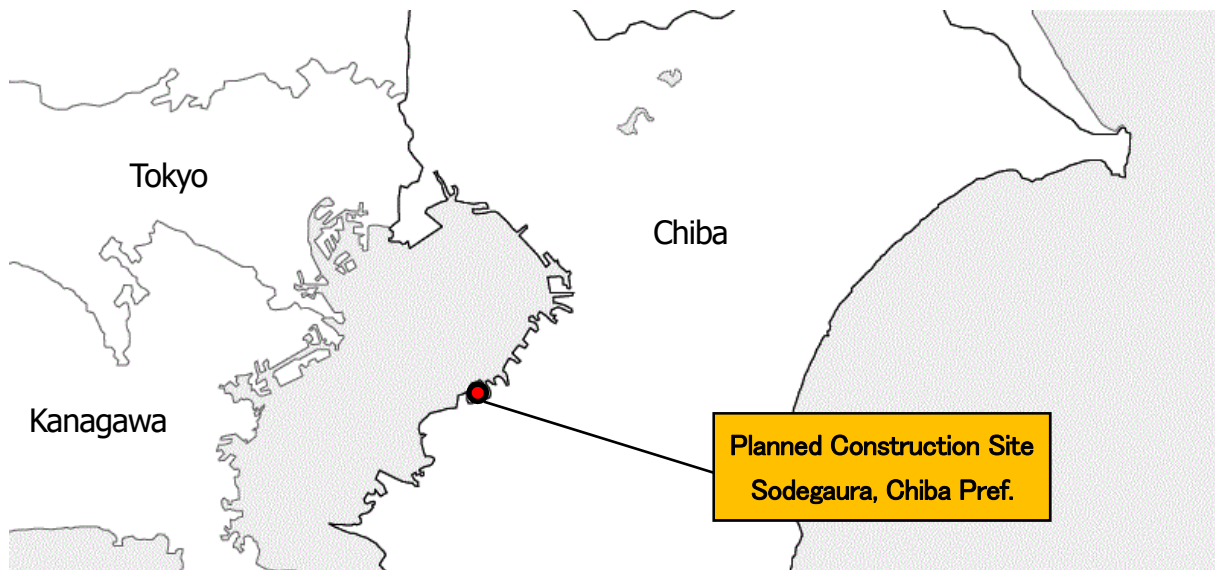 Tokyo
Chiba
Kanagawa
Planned Construction Site
Sodegaura, Chiba Pref.